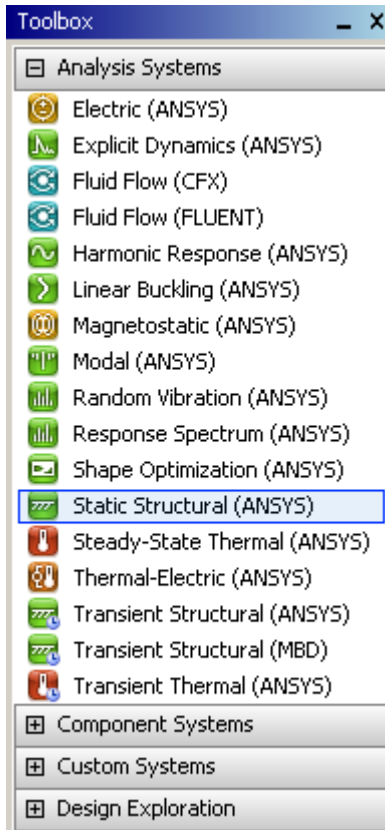 Toolbox
Analysis Systems
Electric (ANSYS)
Explicit Dynamics (ANSYS)
Fluid Flow (CFX)
Fluid Flow (FLUENT)
Harmonic Response (ANSYS)
Linear Buckling (ANSYS)
Magnetostatic (ANSYS)
Modal (ANSYS)
Random Vibration (ANSYS)
Response Spectrum (ANSYS)
Shape Optimization (ANSYS)
Static Structural (ANSYS)
Steady-State Thermal (ANSYS)
Thermal-Electric (ANSYS)
Transient Structural (ANSYS)
Transient Structural (MBD)
Transient Thermal (ANSYS)
Component Systems
Custom Systems
Design Exploration